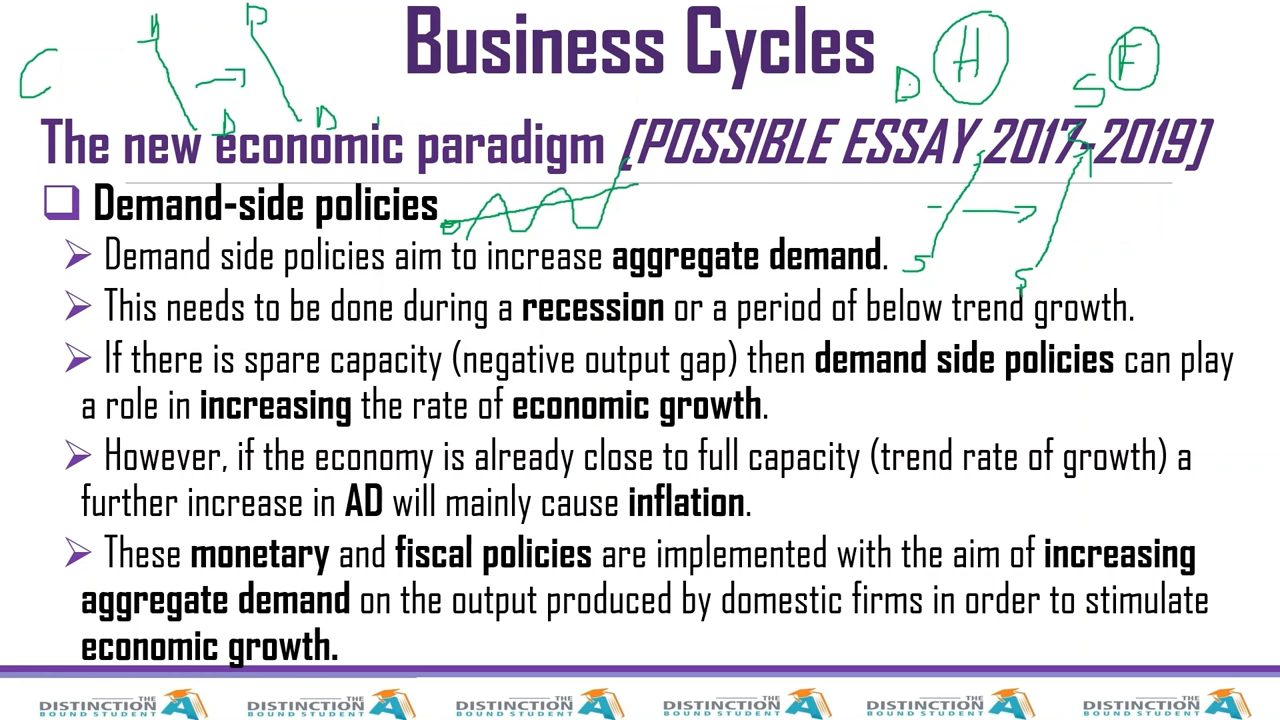 Business Cycles
C
D
D
D
D
H
S
F
The new economic paradigm [POSSIBLE ESSAY 2017-2019]
Demand-side policies
Demand side policies aim to increase aggregate demand.
S
S
S
S
This needs to be done during a recession or a period of below trend growth.
If there is spare capacity (negative output gap) then demand side policies can play
a role in increasing the rate of economic growth.
However, if the economy is already close to full capacity (trend rate of growth) a
further increase in AD will mainly cause inflation.
These monetary and fiscal policies are implemented with the aim of increasing
aggregate demand on the output produced by domestic firms in order to stimulate
economic growth.
THE DISTINCTION BOUND STUDENT A
THE DISTINCTION BOUND STUDENT A
THE DISTINCTION BOUND STUDENT A
THE DISTINCTION BOUND STUDENT A
THE DISTINCTION BOUND STUDENT A
THE DISTINCTION BOUND STUDENT A